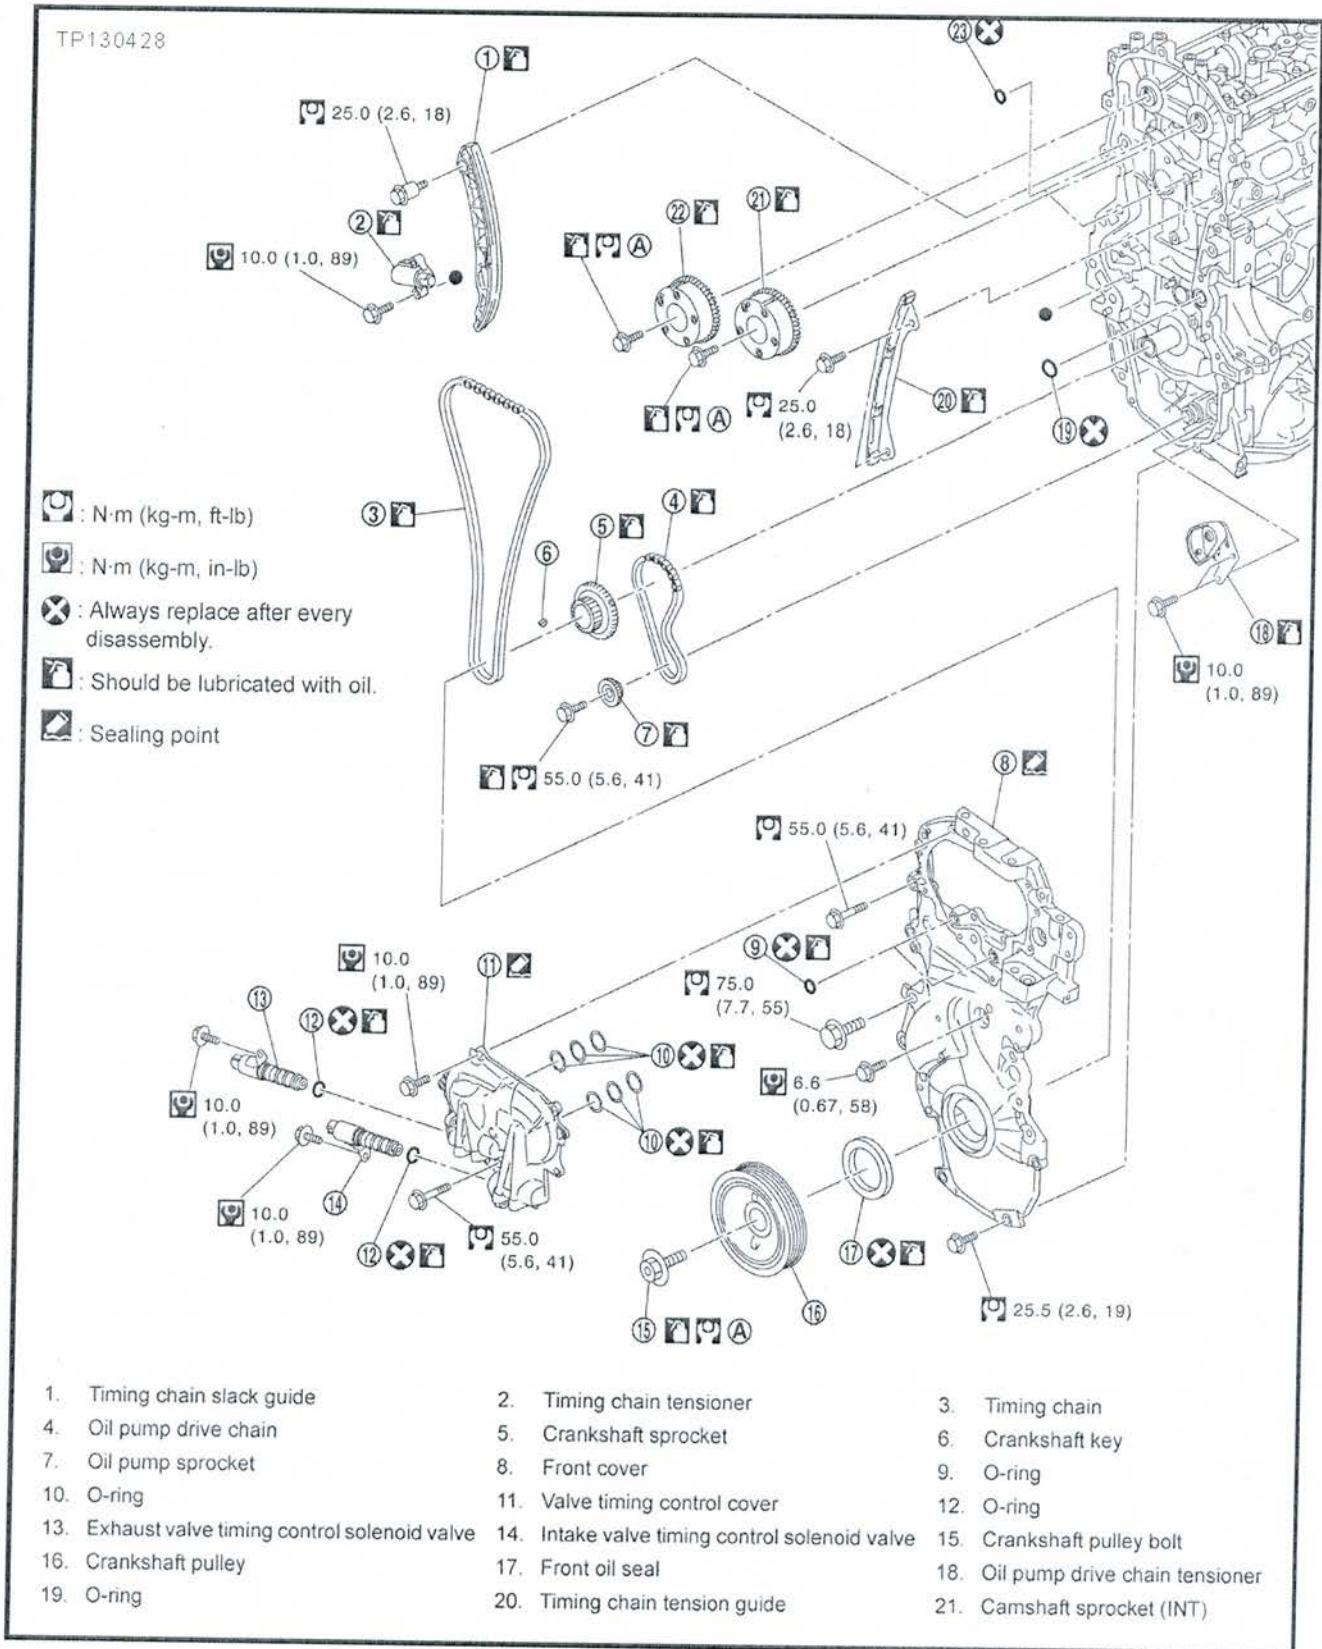 TP130428
23
1
25.0 (2.6, 18)
2
10.0 (1.0, 89)
22
21
A
A
25.0
(2.6, 18)
20
19
: N·m (kg-m, ft-lb)
: N·m (kg-m, in-lb)
: Always replace after every
disassembly.
: Should be lubricated with oil.
: Sealing point
3
4
5
6
7
55.0 (5.6, 41)
18
10.0
(1.0, 89)
8
55.0 (5.6, 41)
9
75.0
(7.7, 55)
6.6
(0.67, 58)
10.0
(1.0, 89)
11
13
12
10
10
10.0
(1.0, 89)
14
10.0
(1.0, 89)
12
55.0
(5.6, 41)
17
16
15
A
25.5 (2.6, 19)
1. Timing chain slack guide
2. Timing chain tensioner
3. Timing chain
4. Oil pump drive chain
5. Crankshaft sprocket
6. Crankshaft key
7. Oil pump sprocket
8. Front cover
9. O-ring
10. O-ring
11. Valve timing control cover
12. O-ring
13. Exhaust valve timing control solenoid valve
14. Intake valve timing control solenoid valve
15. Crankshaft pulley bolt
16. Crankshaft pulley
17. Front oil seal
18. Oil pump drive chain tensioner
19. O-ring
20. Timing chain tension guide
21. Camshaft sprocket (INT)